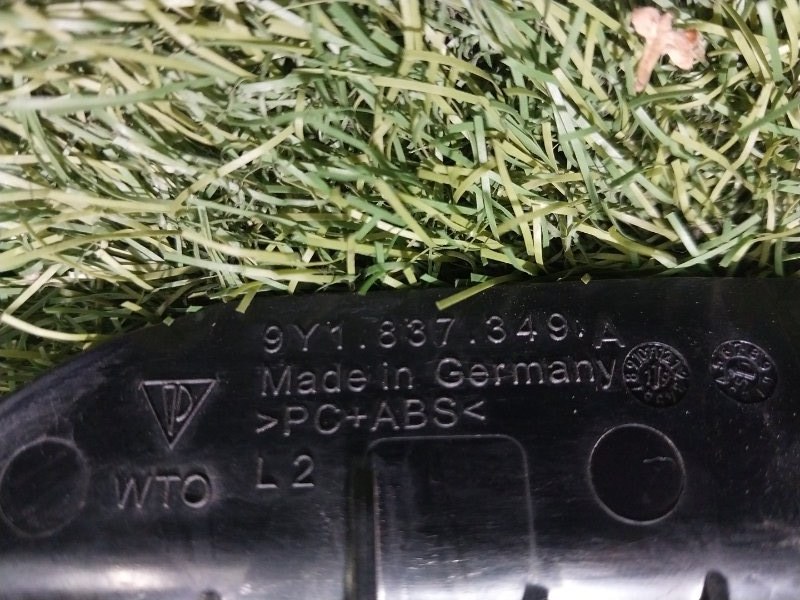 9Y1.837.349.A
Made in Germany
>PC+ABS<
L2
WTO